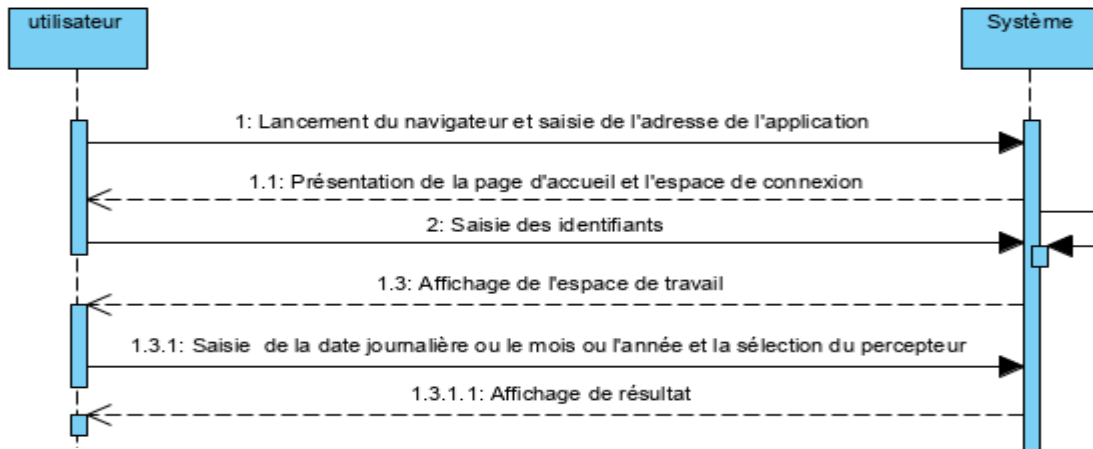 utilisateur
Système
1: Lancement du navigateur et saisie de l'adresse de l'application
1.1: Présentation de la page d'accueil et l'espace de connexion
2: Saisie des identifiants
1.3: Affichage de l'espace de travail
1.3.1: Saisie de la date journalière ou le mois ou l'année et la sélection du percepteur
1.3.1.1: Affichage de résultat